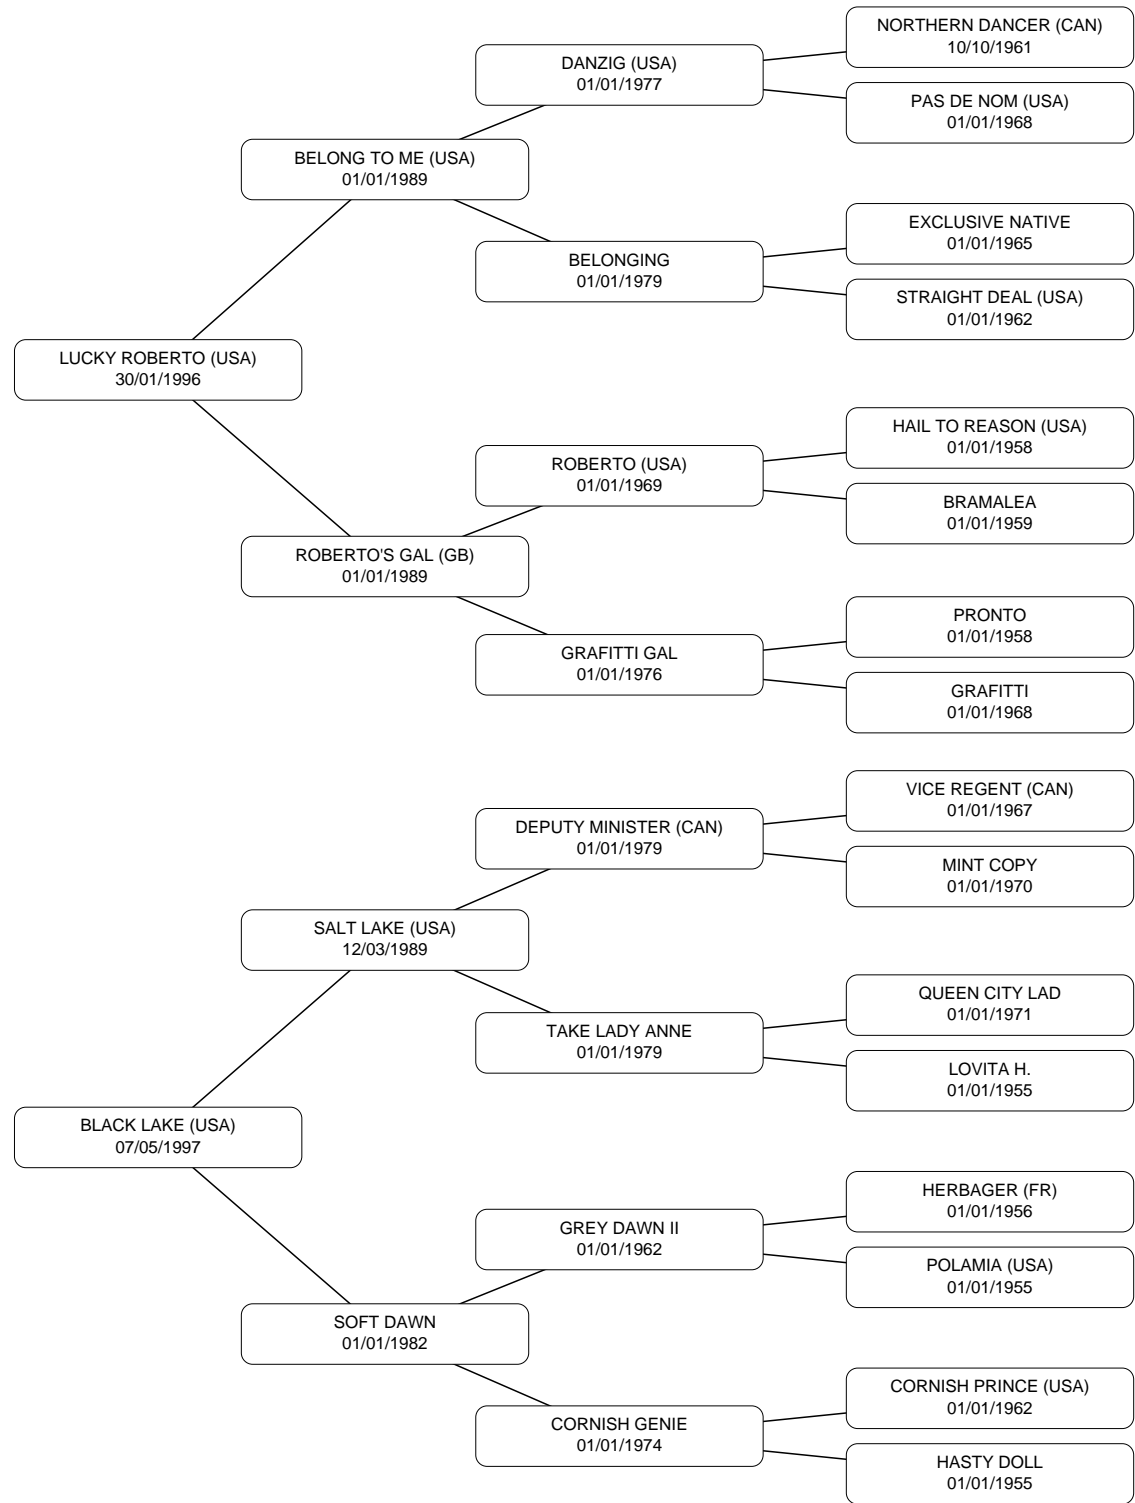 NORTHERN DANCER (CAN)
10/10/1961
DANZIG (USA)
01/01/1977
PAS DE NOM (USA)
01/01/1968
BELONG TO ME (USA)
01/01/1989
EXCLUSIVE NATIVE
01/01/1965
BELONGING
01/01/1979
STRAIGHT DEAL (USA)
01/01/1962
LUCKY ROBERTO (USA)
30/01/1996
HAIL TO REASON (USA)
01/01/1958
ROBERTO (USA)
01/01/1969
BRAMALEA
01/01/1959
ROBERTO'S GAL (GB)
01/01/1989
PRONTO
01/01/1958
GRAFITTI GAL
01/01/1976
GRAFITTI
01/01/1968
VICE REGENT (CAN)
01/01/1967
DEPUTY MINISTER (CAN)
01/01/1979
MINT COPY
01/01/1970
SALT LAKE (USA)
12/03/1989
QUEEN CITY LAD
01/01/1971
TAKE LADY ANNE
01/01/1979
LOVITA H.
01/01/1955
BLACK LAKE (USA)
07/05/1997
HERBAGER (FR)
01/01/1956
GREY DAWN II
01/01/1962
POLAMIA (USA)
01/01/1955
SOFT DAWN
01/01/1982
CORNISH PRINCE (USA)
01/01/1962
CORNISH GENIE
01/01/1974
HASTY DOLL
01/01/1955